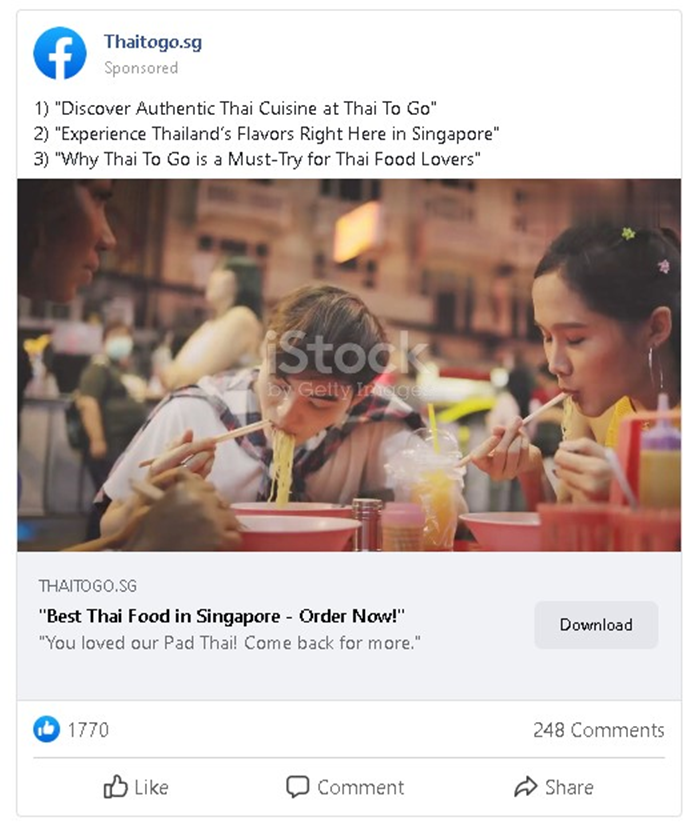 Thaitogo.sg
Sponsored
1) "Discover Authentic Thai Cuisine at Thai To Go"
2) "Experience Thailand's Flavors Right Here in Singapore"
3) "Why Thai To Go is a Must-Try for Thai Food Lovers"
iStock
by Getty Images
THAITOGO.SG
"Best Thai Food in Singapore - Order Now!"
"You loved our Pad Thai! Come back for more."
Download
1770
248 Comments
Like
Comment
Share